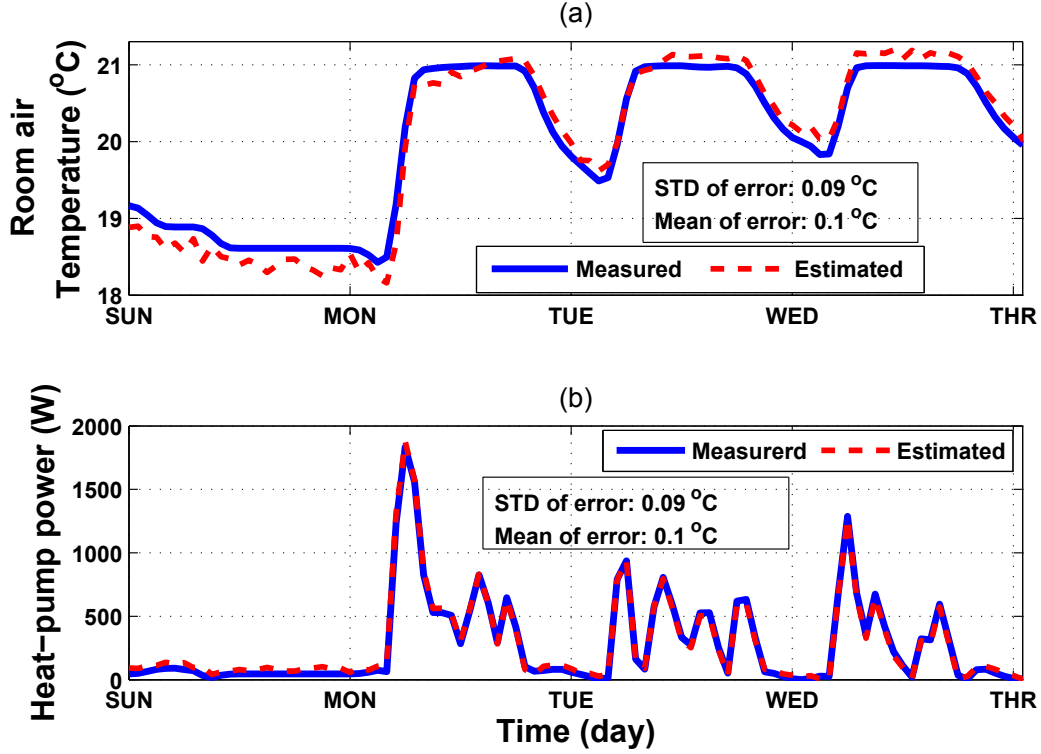 (a)
Room air
Temperature (°C)
21
20
19
18
STD of error: 0.09 °C
Mean of error: 0.1 °C
Measured
Estimated
SUN
MON
TUE
WED
THR
(b)
Heat-pump power (W)
2000
1500
1000
500
0
Measurerd
Estimated
STD of error: 0.09 °C
Mean of error: 0.1 °C
SUN
MON
TUE
WED
THR
Time (day)